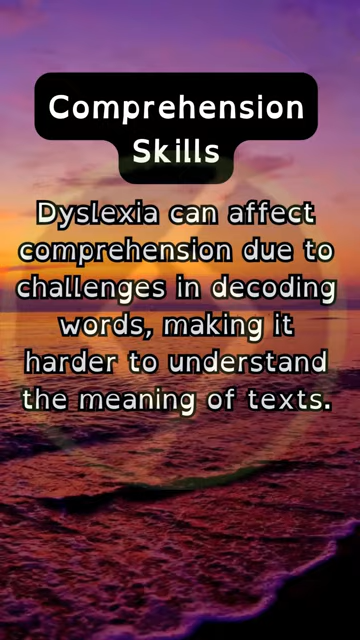 Comprehension
Skills
Dyslexia can affect
comprehension due to
challenges in decoding
words, making it
harder to understand
the meaning of texts.